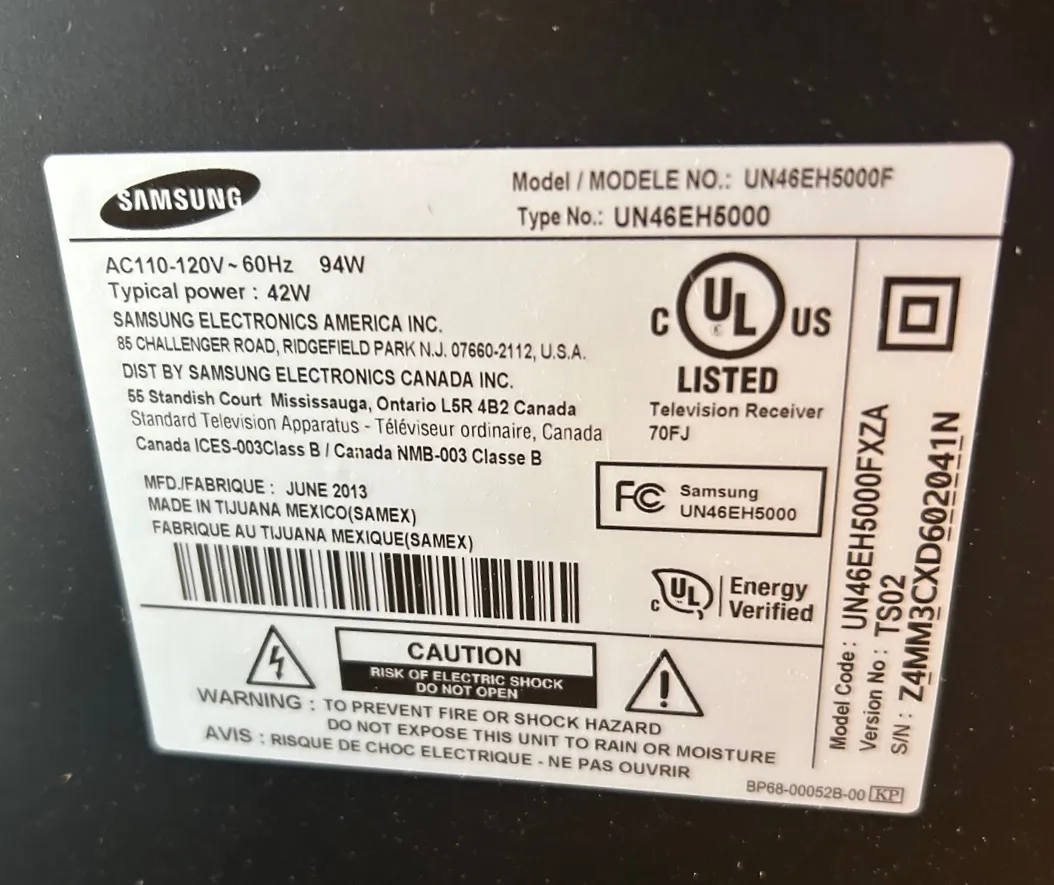 SAMSUNG
Model / MODELE NO.: UN46EH5000F
Type No.: UN46EH5000
AC110-120V~60Hz 94W
Typical power : 42W
SAMSUNG ELECTRONICS AMERICA INC.
85 CHALLENGER ROAD, RIDGEFIELD PARK N.J. 07660-2112, U.S.A.
DIST BY SAMSUNG ELECTRONICS CANADA INC.
55 Standish Court Mississauga, Ontario L5R 4B2 Canada
Standard Television Apparatus - Téléviseur ordinaire, Canada
Canada ICES-003Class B / Canada NMB-003 Classe B
MFD./FABRIQUE : JUNE 2013
MADE IN TIJUANA MEXICO(SAMEX)
FABRIQUE AU TIJUANA MEXIQUE(SAMEX)
C UL US
LISTED
Television Receiver
70FJ
FC Samsung
UN46EH5000
c UL Energy
Verified
CAUTION
RISK OF ELECTRIC SHOCK
DO NOT OPEN
WARNING : TO PREVENT FIRE OR SHOCK HAZARD
DO NOT EXPOSE THIS UNIT TO RAIN OR MOISTURE
AVIS : RISQUE DE CHOC ELECTRIQUE - NE PAS OUVRIR
Model Code : UN46EH5000FXZA
Version No : TS02
S/N : Z4MM3CXD602041N
BP68-00052B-00 KP